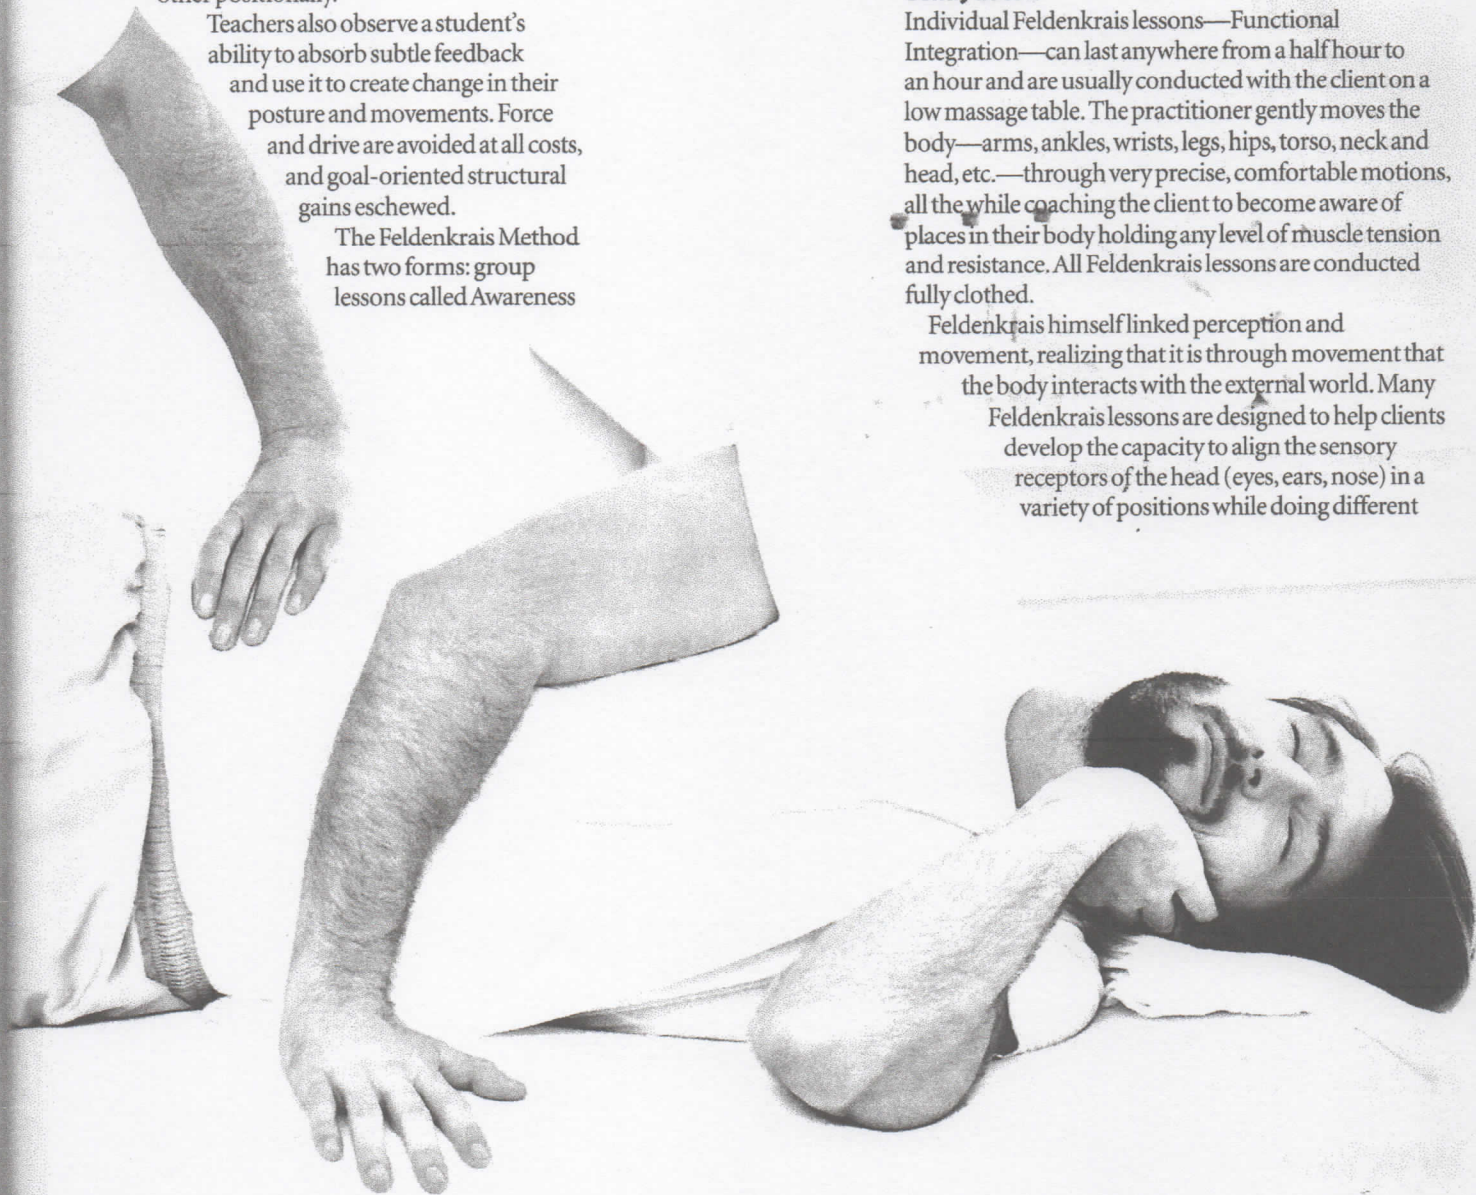 other positionally.
Teachers also observe a student's
ability to absorb subtle feedback
and use it to create change in their
posture and movements. Force
and drive are avoided at all costs,
and goal-oriented structural
gains eschewed.
The Feldenkrais Method
has two forms: group
lessons called Awareness
Individual Feldenkrais lessons—Functional
Integration—can last anywhere from a half hour to
an hour and are usually conducted with the client on a
low massage table. The practitioner gently moves the
body—arms, ankles, wrists, legs, hips, torso, neck and
head, etc.—through very precise, comfortable motions,
all the while coaching the client to become aware of
places in their body holding any level of muscle tension
and resistance. All Feldenkrais lessons are conducted
fully clothed.
Feldenkrais himself linked perception and
movement, realizing that it is through movement that
the body interacts with the external world. Many
Feldenkrais lessons are designed to help clients
develop the capacity to align the sensory
receptors of the head (eyes, ears, nose) in a
variety of positions while doing different